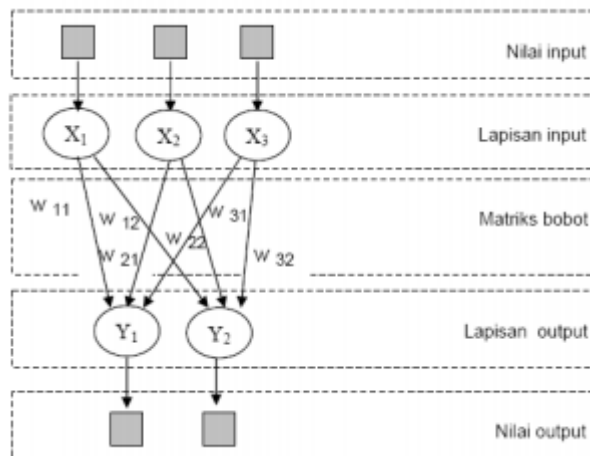 Nilai input
X1 X2 X3
Lapisan input
W 11
W 12
W 31
W 22
Matriks bobot
W 21
W 32
Y1 Y2
Lapisan output
Nilai output